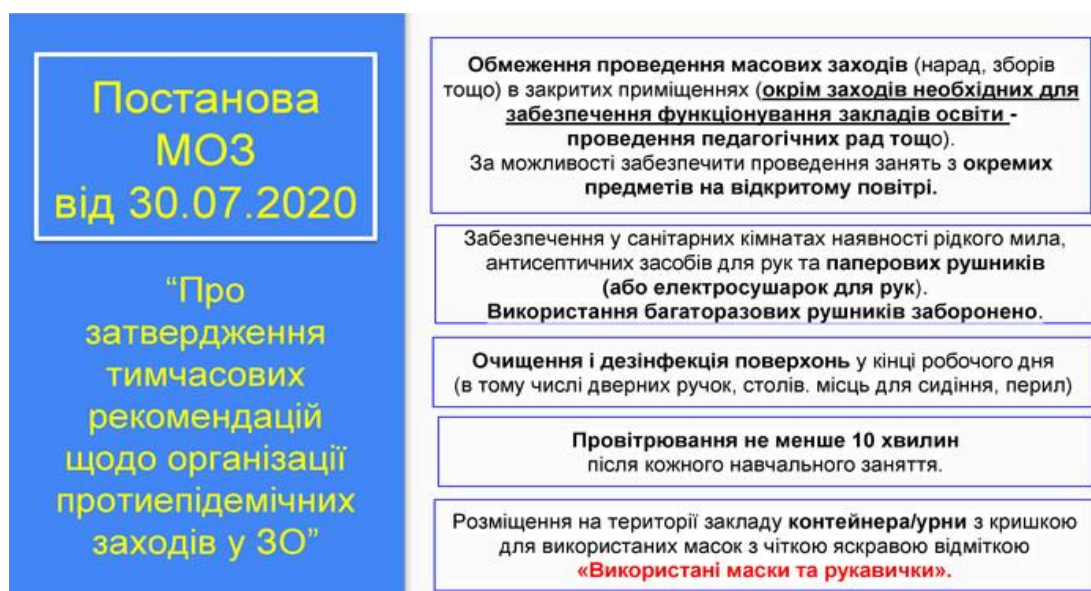 Постанова
МОЗ
від 30.07.2020
“Про
затвердження
тимчасових
рекомендацій
щодо організації
протиепідемічних
заходів у ЗО”
Обмеження проведення масових заходів (нарад, зборів
тощо) в закритих приміщеннях (окрім заходів необхідних для
забезпечення функціонування закладів освіти -
проведення педагогічних рад тощо).
За можливості забезпечити проведення занять з окремих
предметів на відкритому повітрі.
Забезпечення у санітарних кімнатах наявності рідкого мила,
антисептичних засобів для рук та паперових рушників
(або електросушарок для рук).
Використання багаторазових рушників заборонено.
Очищення і дезінфекція поверхонь у кінці робочого дня
(в тому числі дверних ручок, столів. місць для сидіння, перил)
Провітрювання не менше 10 хвилин
після кожного навчального заняття.
Розміщення на території закладу контейнера/урни з кришкою
для використаних масок з чіткою яскравою відміткою
«Використані маски та рукавички».